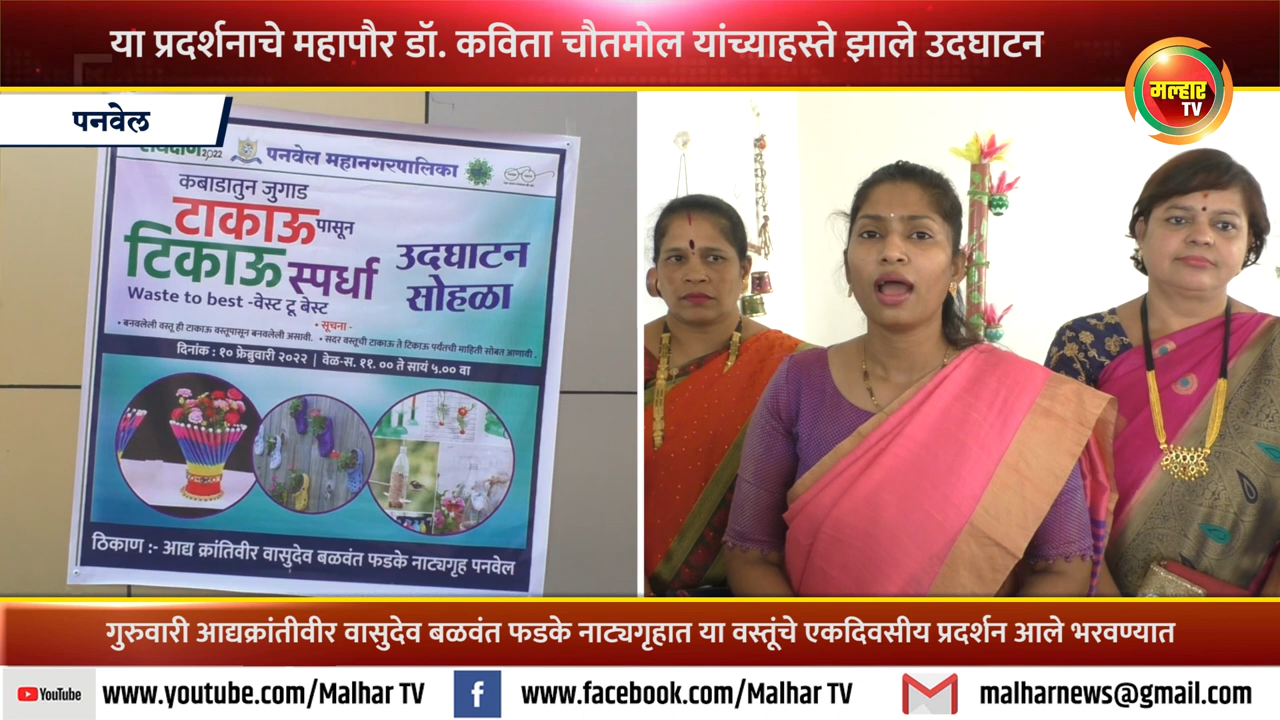 या प्रदर्शनाचे महापौर डॉ. कविता चौतमोल यांच्याहस्ते झाले उदघाटन
मल्हार
TV
पनवेल
2022
पनवेल महानगरपालिका
कबाडातुन जुगाड
टाकाऊ पासून
टिकाऊ स्पर्धा
उदघाटन
सोहळा
Waste to best -वेस्ट टू बेस्ट
• सूचना -
• बनवलेली वस्तू ही टाकाऊ वस्तूपासून बनवलेली असावी. • सदर वस्तूची टाकाऊ ते टिकाऊ पर्यंतची माहिती सोबत आणावी .
दिनांक : १० फ्रेब्रुवारी २०२२ | वेळ-स. ११. ०० ते सायं ५.०० वा
ठिकाण :- आद्य क्रांतिवीर वासुदेव बळवंत फडके नाट्यगृह पनवेल
गुरुवारी आद्यक्रांतीवीर वासुदेव बळवंत फडके नाट्यगृहात या वस्तूंचे एकदिवसीय प्रदर्शन आले भरवण्यात
YouTube www.youtube.com/Malhar TV
www.facebook.com/Malhar TV
malharnews@gmail.com